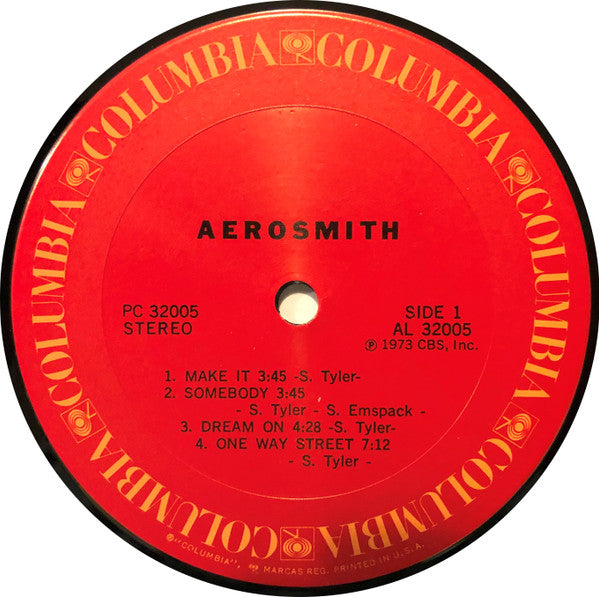 COLUMBIA COLUMBIA COLUMBIA COLUMBIA COLUMBIA COLUMBIA
AEROSMITH
PC 32005
STEREO
SIDE 1
AL 32005
Ⓟ 1973 CBS, Inc.
1. MAKE IT 3:45 -S. Tyler-
2. SOMEBODY 3:45
- S. Tyler - S. Emspack -
3. DREAM ON 4:28 -S. Tyler-
4. ONE WAY STREET 7:12
- S. Tyler -
®"COLUMBIA", MARCAS REG. PRINTED IN U.S.A.